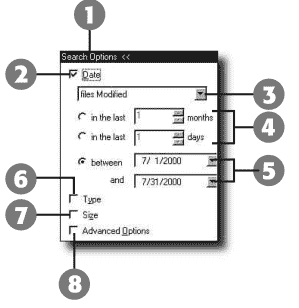 1
Search Options <<
2
Date
files Modified
3
in the last 1 months
4
in the last 1 days
between 7/ 1/2000
5
and 7/31/2000
6
Type
7
Size
Advanced Options
8